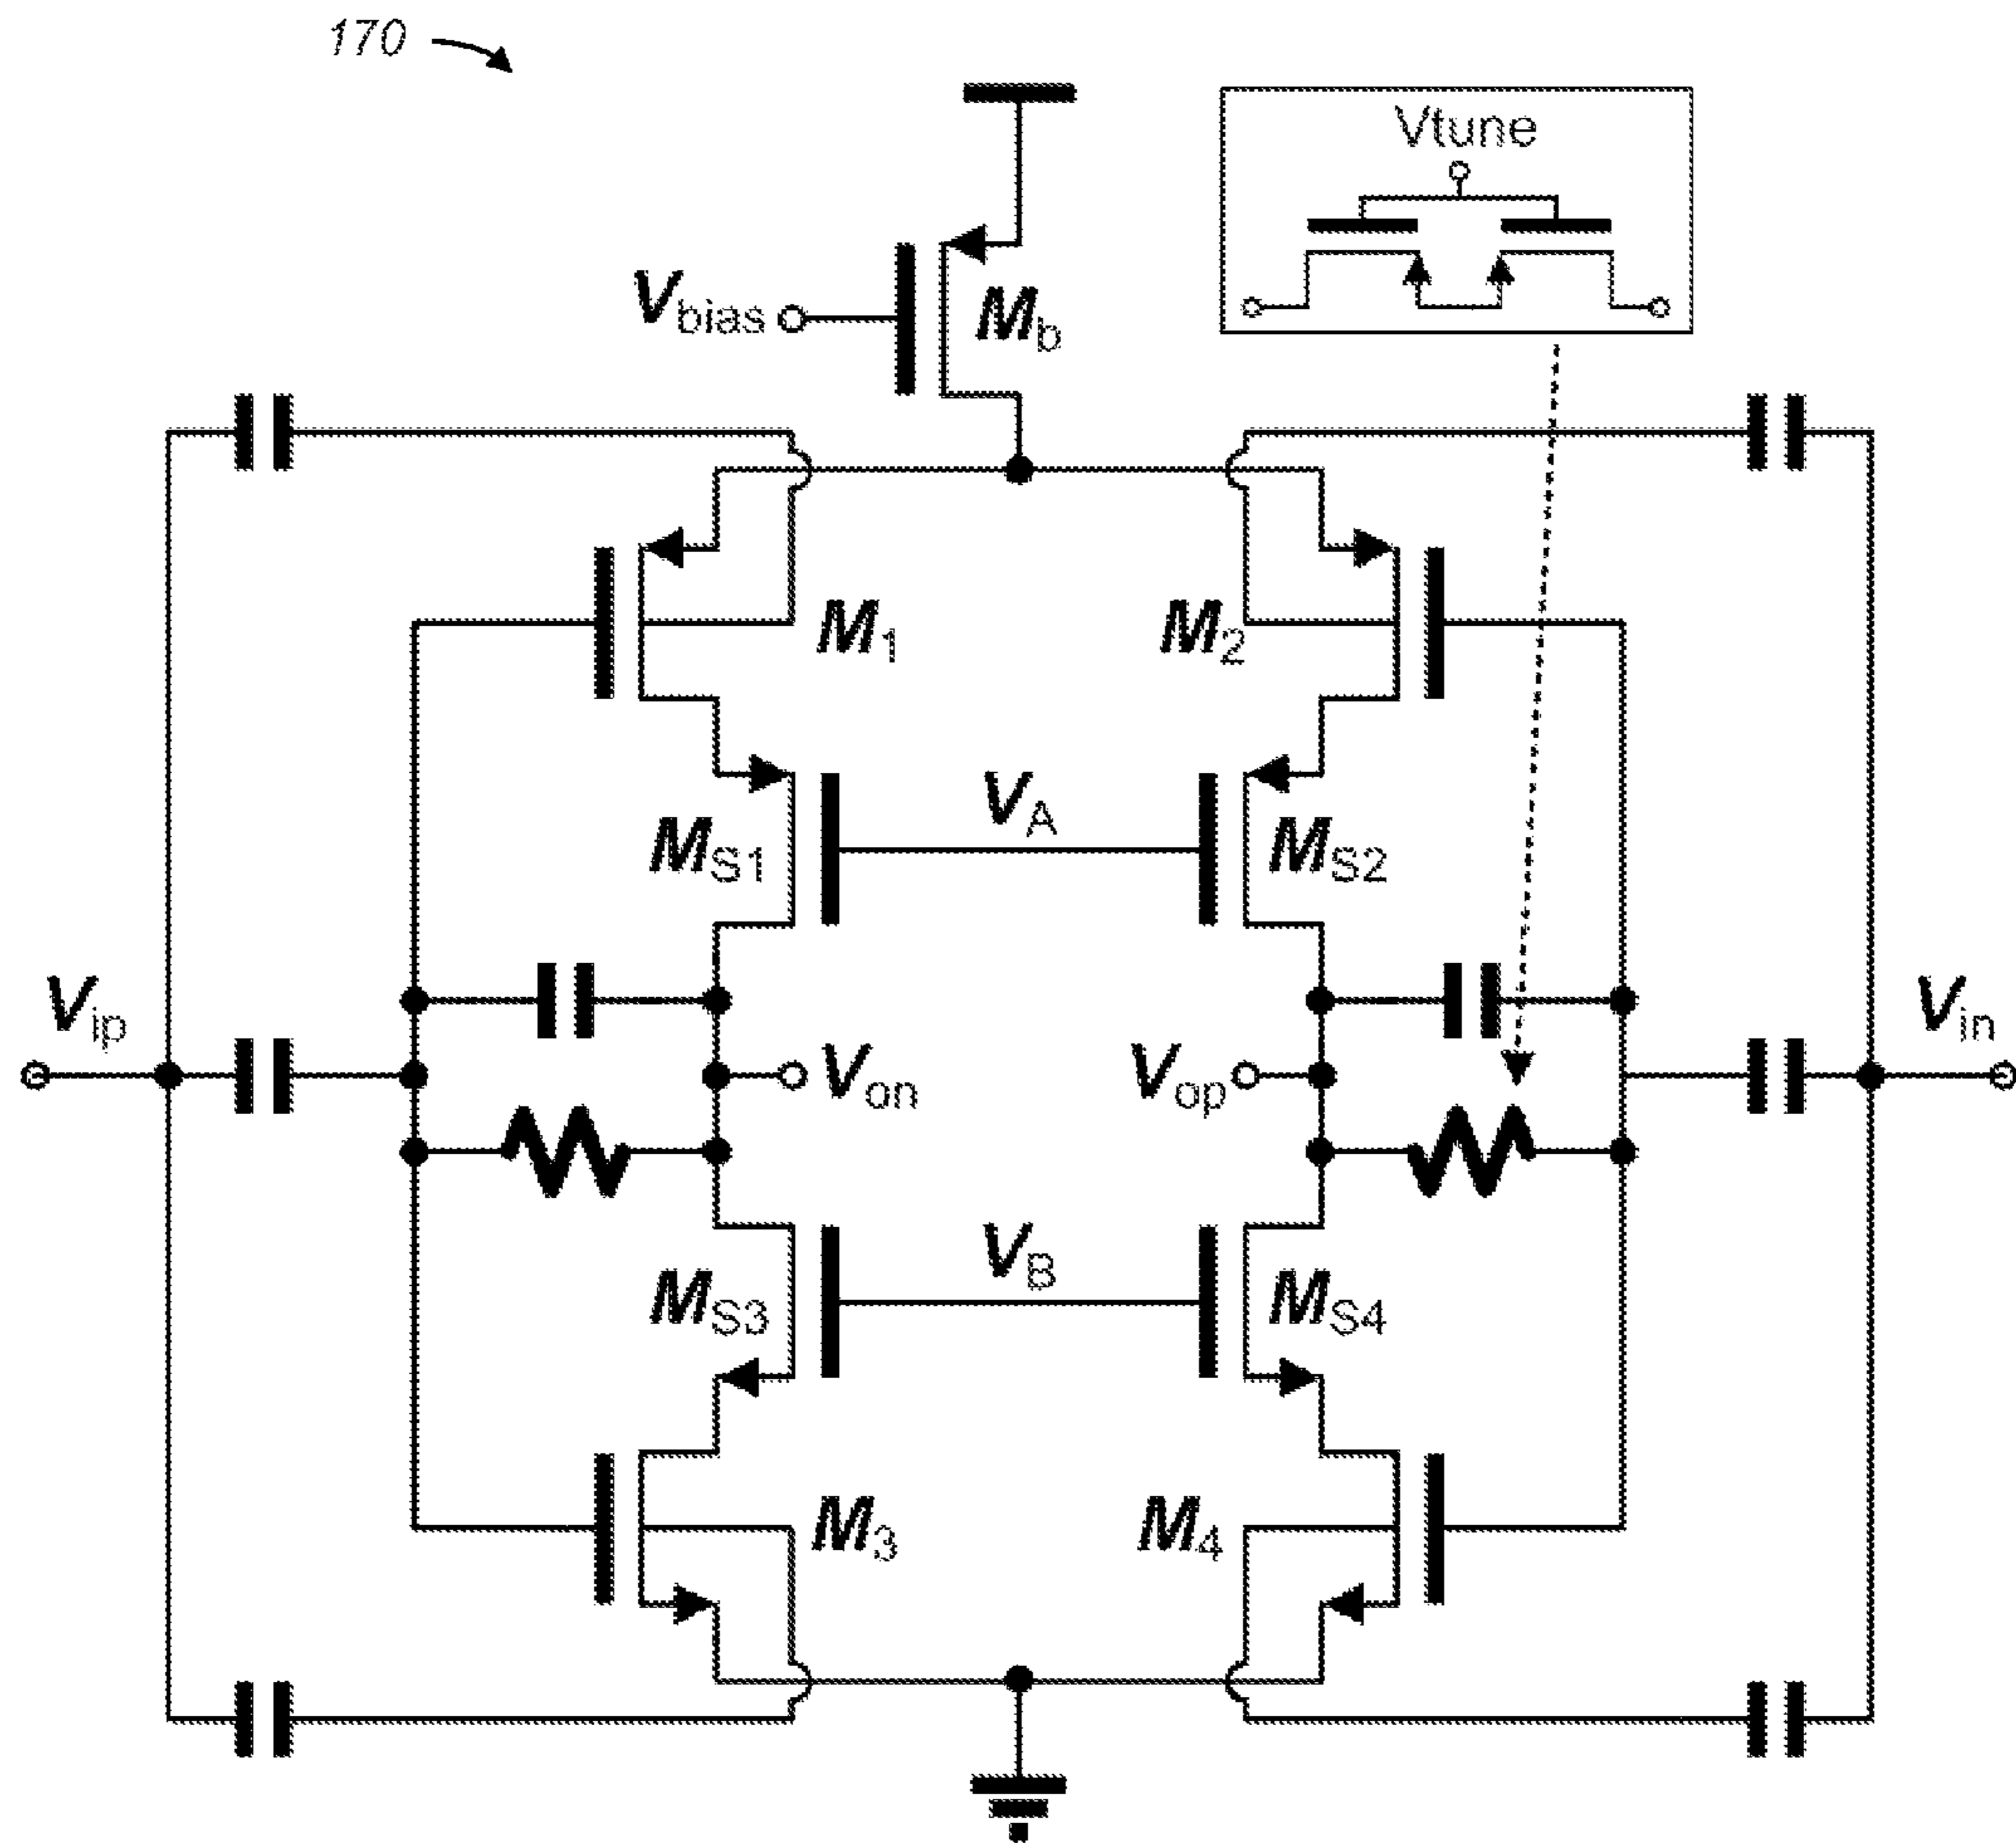 170
Vtune
Vbias
Mb
M1
M2
VA
MS1
MS2
Vip
Vin
Von
Vop
VB
MS3
MS4
M3
M4